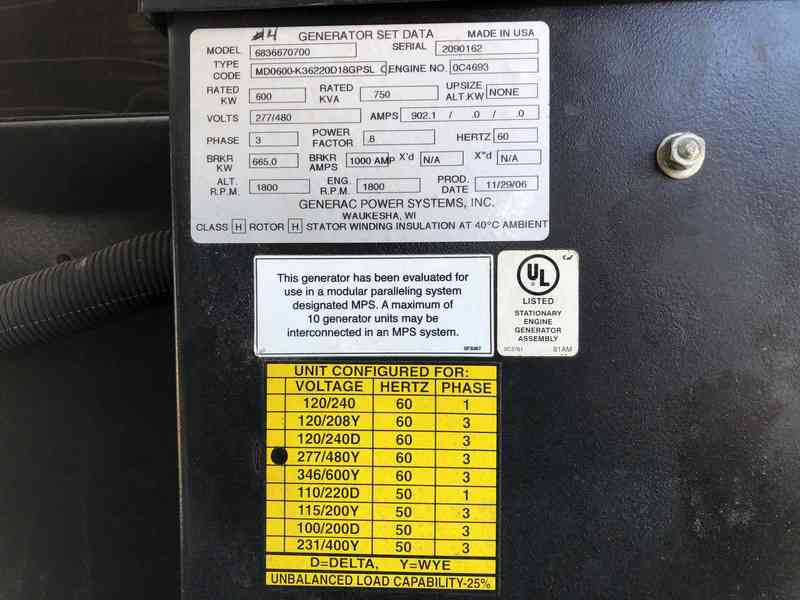 #4 GENERATOR SET DATA MADE IN USA
MODEL 6836670700 SERIAL 2090162
TYPE CODE MD0600-K36220D18GPSL C ENGINE NO. 0C4693
RATED KW 600 RATED KVA 750 UPSIZE ALT.KW NONE
VOLTS 277/480 AMPS 902.1 / .0 / .0
PHASE 3 POWER FACTOR .8 HERTZ 60
BRKR KW 665.0 BRKR AMPS 1000 AMP X'd N/A X"d N/A
ALT. R.P.M. 1800 ENG. R.P.M. 1800 PROD. DATE 11/29/06
GENERAC POWER SYSTEMS, INC.
WAUKESHA, WI
CLASS H ROTOR H STATOR WINDING INSULATION AT 40°C AMBIENT
This generator has been evaluated for
use in a modular paralleling system
designated MPS. A maximum of
10 generator units may be
interconnected in an MPS system.
UL
LISTED
STATIONARY
ENGINE
GENERATOR
ASSEMBLY
81AM
UNIT CONFIGURED FOR:
VOLTAGE HERTZ PHASE
120/240 60 1
120/208Y 60 3
120/240D 60 3
277/480Y 60 3
346/600Y 60 3
110/220D 50 1
115/200Y 50 3
100/200D 50 3
231/400Y 50 3
D=DELTA, Y=WYE
UNBALANCED LOAD CAPABILITY-25%